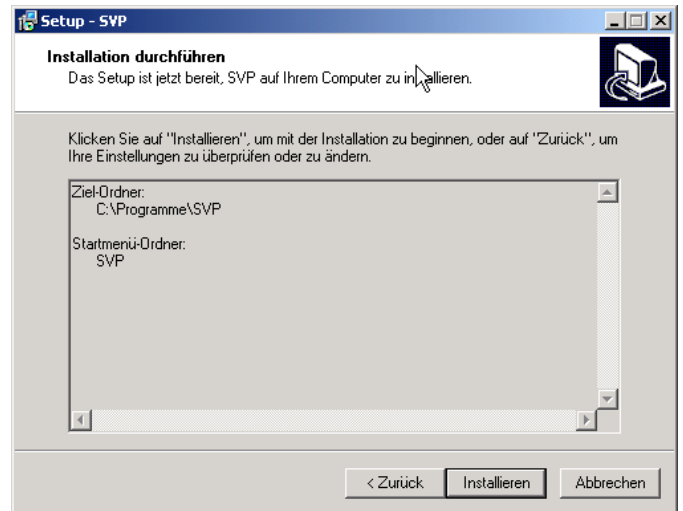 Setup - SVP
Installation durchführen
Das Setup ist jetzt bereit, SVP auf Ihrem Computer zu installieren.
Klicken Sie auf "Installieren", um mit der Installation zu beginnen, oder auf "Zurück", um
Ihre Einstellungen zu überprüfen oder zu ändern.
Ziel-Ordner:
C:\Programme\SVP
Startmenü-Ordner:
SVP
< Zurück
Installieren
Abbrechen